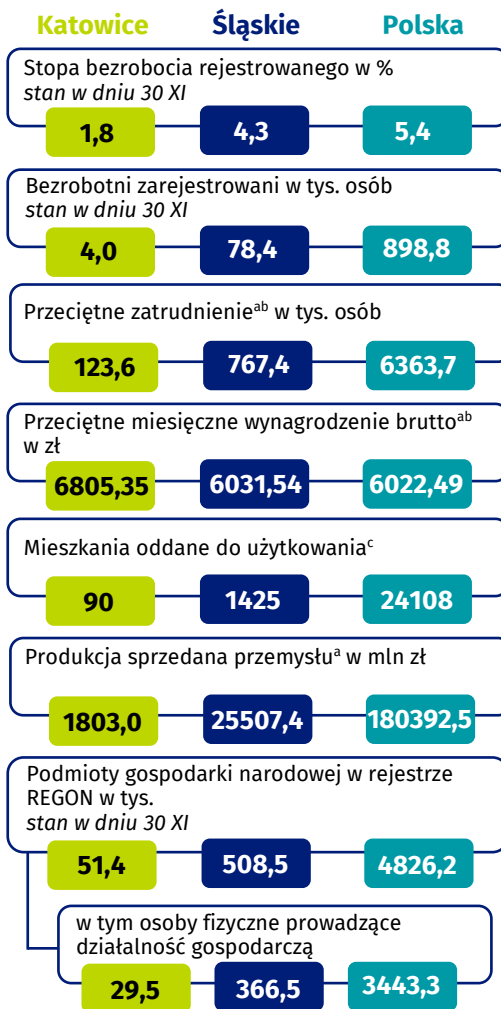 Katowice Śląskie Polska
Stopa bezrobocia rejestrowanego w %
stan w dniu 30 XI
1,8 4,3 5,4
Bezrobotni zarejestrowani w tys. osób
stan w dniu 30 XI
4,0 78,4 898,8
Przeciętne zatrudnienieᵃᵇ w tys. osób
123,6 767,4 6363,7
Przeciętne miesięczne wynagrodzenie bruttoᵃᵇ
w zł
6805,35 6031,54 6022,49
Mieszkania oddane do użytkowaniaᶜ
90 1425 24108
Produkcja sprzedana przemysłuᵃ w mln zł
1803,0 25507,4 180392,5
Podmioty gospodarki narodowej w rejestrze
REGON w tys.
stan w dniu 30 XI
51,4 508,5 4826,2
w tym osoby fizyczne prowadzące
działalność gospodarczą
29,5 366,5 3443,3